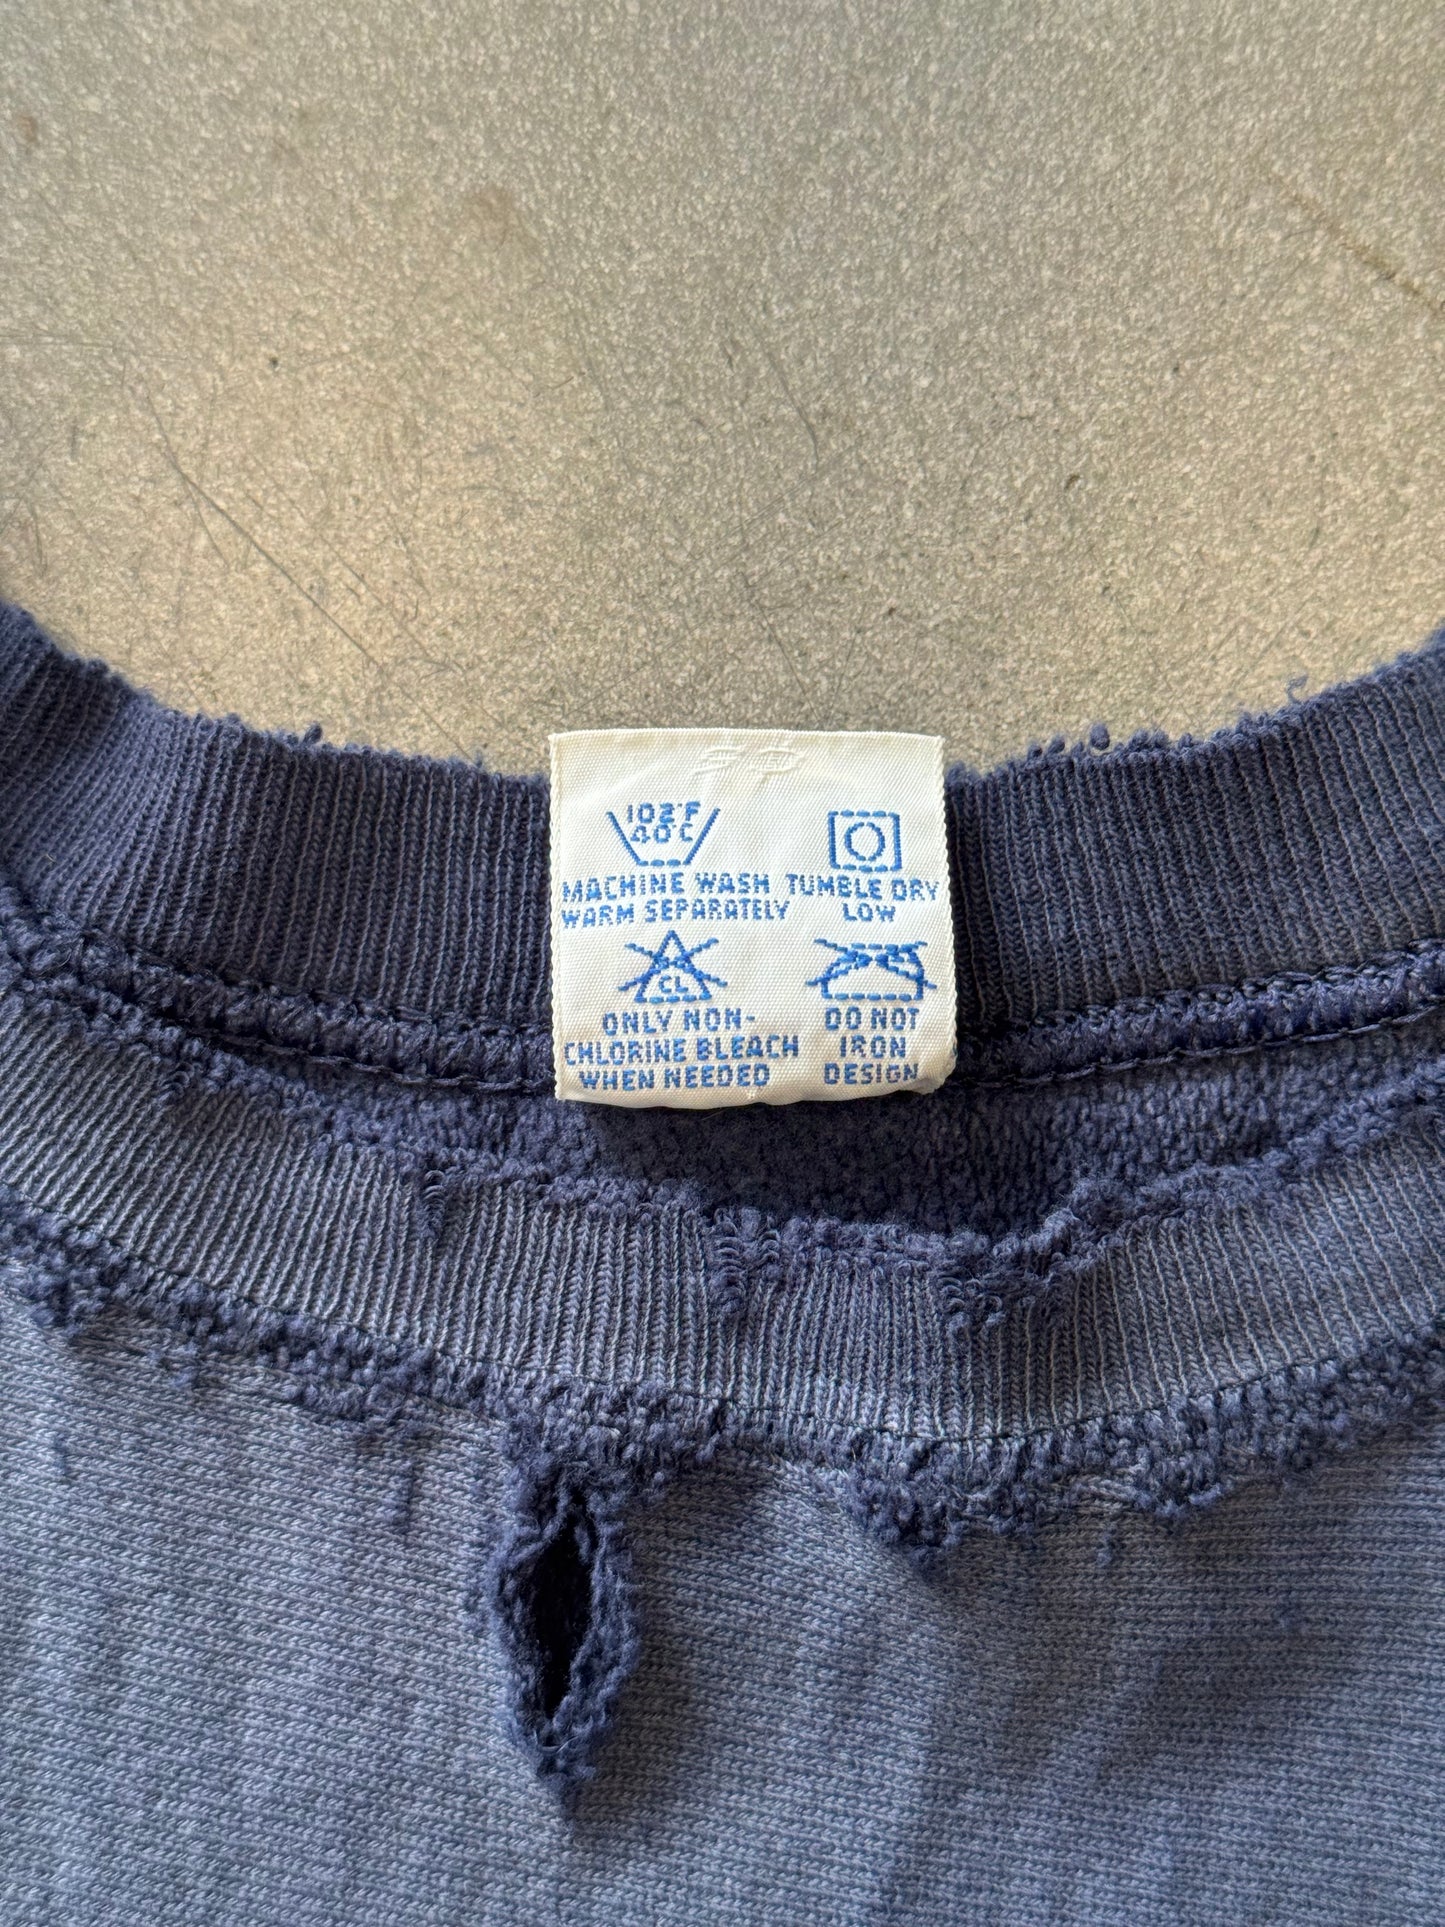 102°F
40°C
MACHINE WASH
WARM SEPARATELY
TUMBLE DRY
LOW
CL
ONLY NON-
CHLORINE BLEACH
WHEN NEEDED
DO NOT
IRON
DESIGN